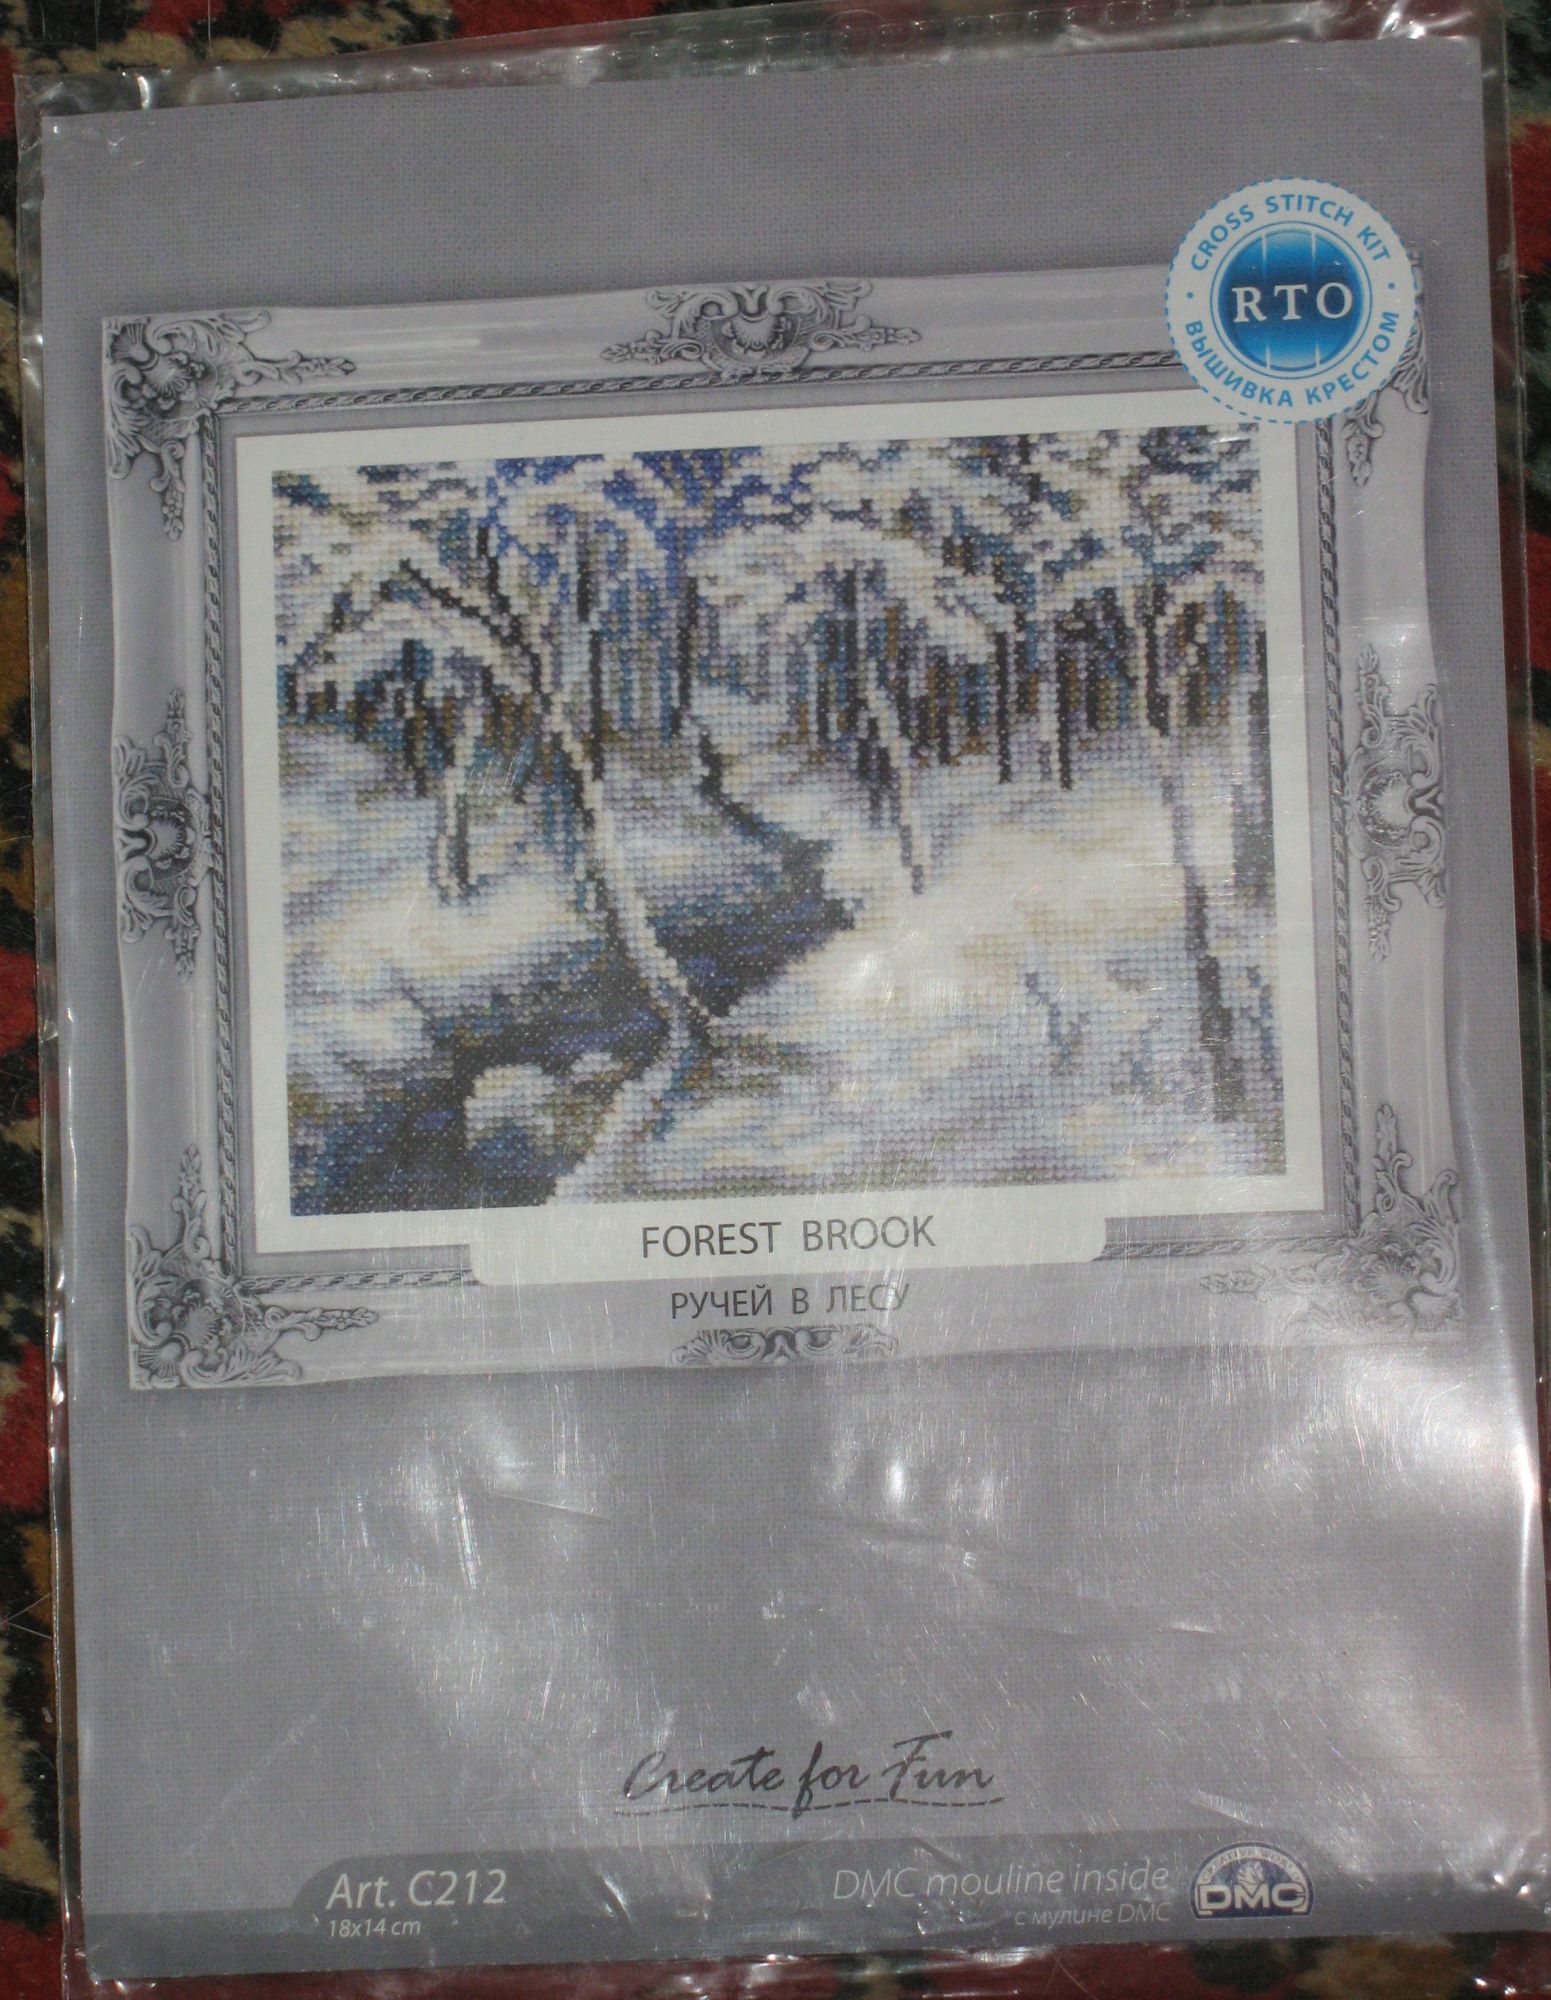 CROSS STITCH KIT
RTO
ВЫШИВКА КРЕСТОМ
FOREST BROOK
РУЧЕЙ В ЛЕСУ
Create for Fun
Art. C212
18x14 cm
DMC mouline inside
с мулине DMC
DMC